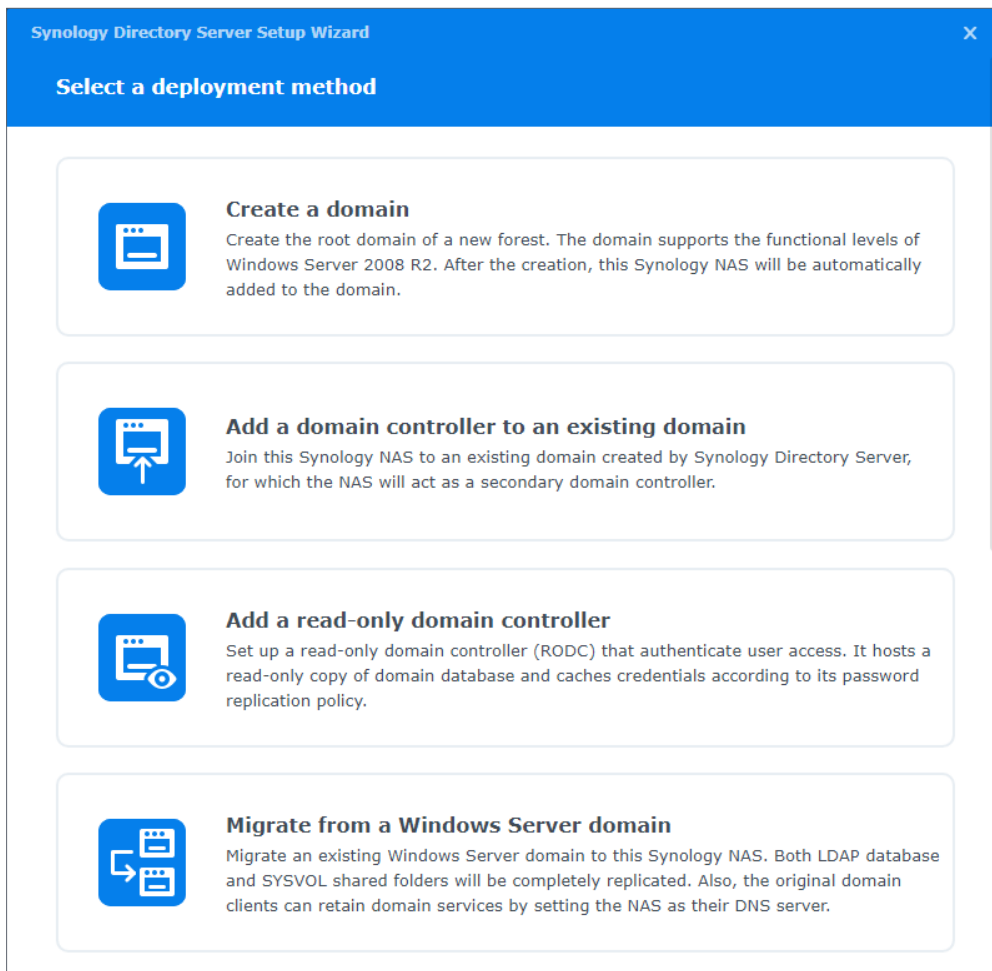 Synology Directory Server Setup Wizard
Select a deployment method
Create a domain
Create the root domain of a new forest. The domain supports the functional levels of
Windows Server 2008 R2. After the creation, this Synology NAS will be automatically
added to the domain.
Add a domain controller to an existing domain
Join this Synology NAS to an existing domain created by Synology Directory Server,
for which the NAS will act as a secondary domain controller.
Add a read-only domain controller
Set up a read-only domain controller (RODC) that authenticate user access. It hosts a
read-only copy of domain database and caches credentials according to its password
replication policy.
Migrate from a Windows Server domain
Migrate an existing Windows Server domain to this Synology NAS. Both LDAP database
and SYSVOL shared folders will be completely replicated. Also, the original domain
clients can retain domain services by setting the NAS as their DNS server.